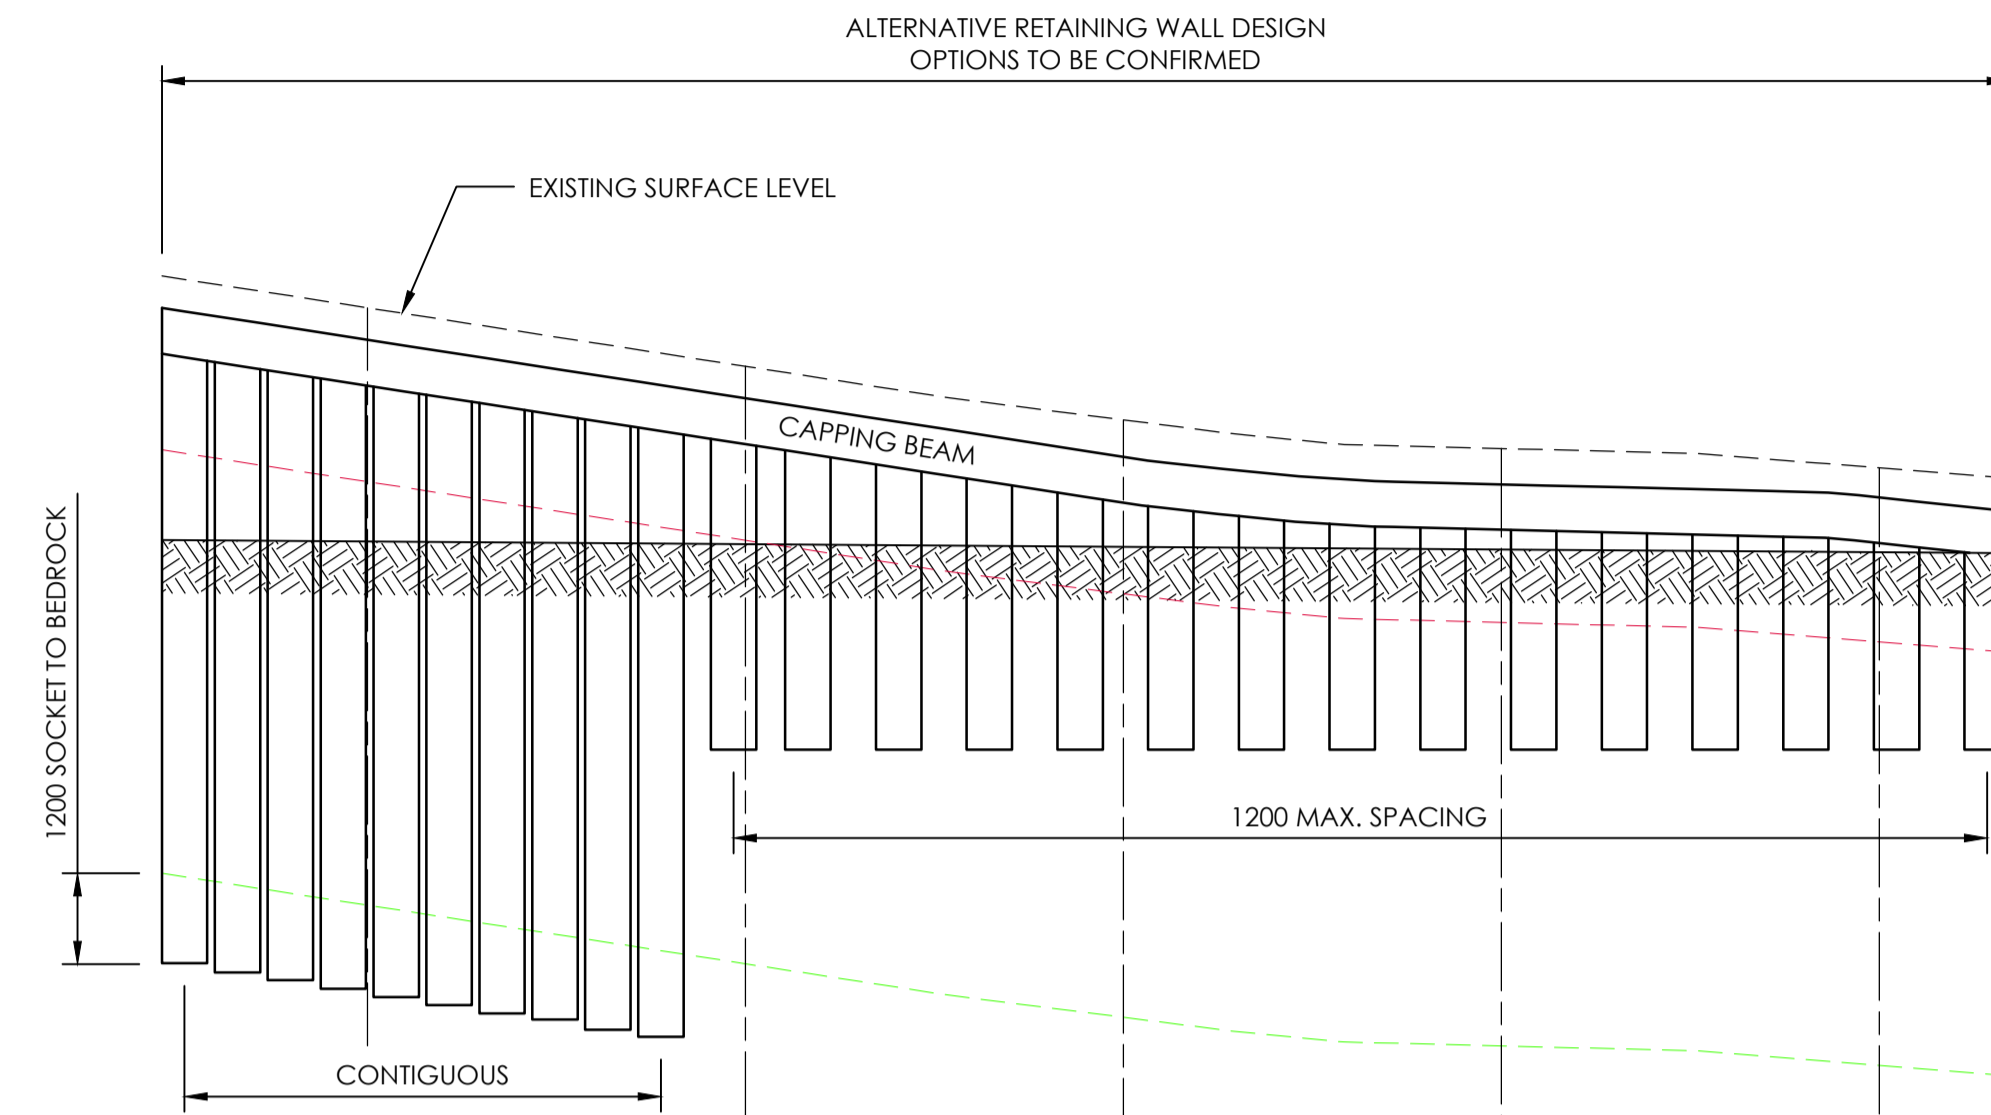 ALTERNATIVE RETAINING WALL DESIGN
OPTIONS TO BE CONFIRMED
EXISTING SURFACE LEVEL
CAPPING BEAM
1200 SOCKET TO BEDROCK
1200 MAX. SPACING
CONTIGUOUS